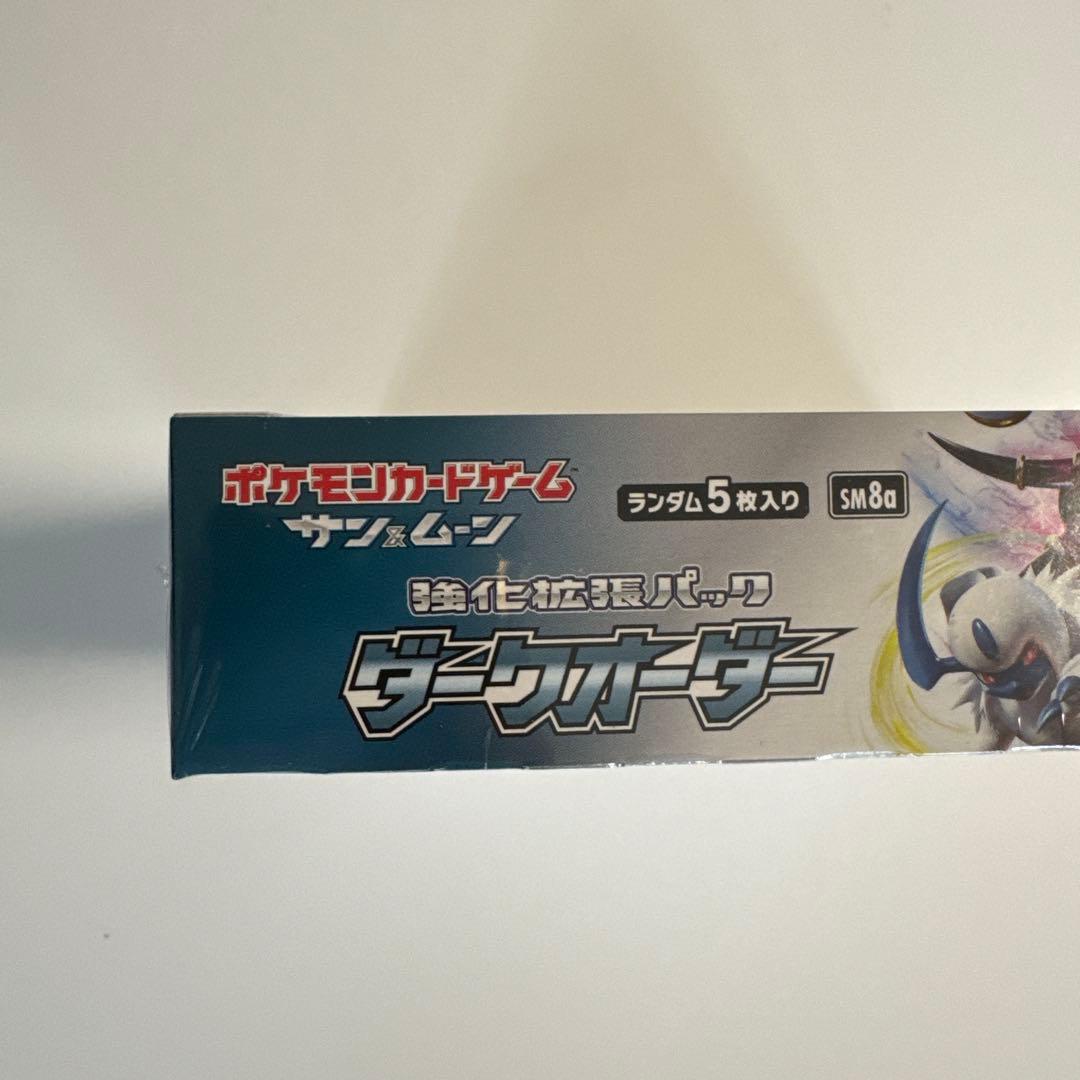 ポケモンカードゲーム™
サン&ムーン
ランダム5枚入り
SM8a
強化拡張パック
ダークオーダー